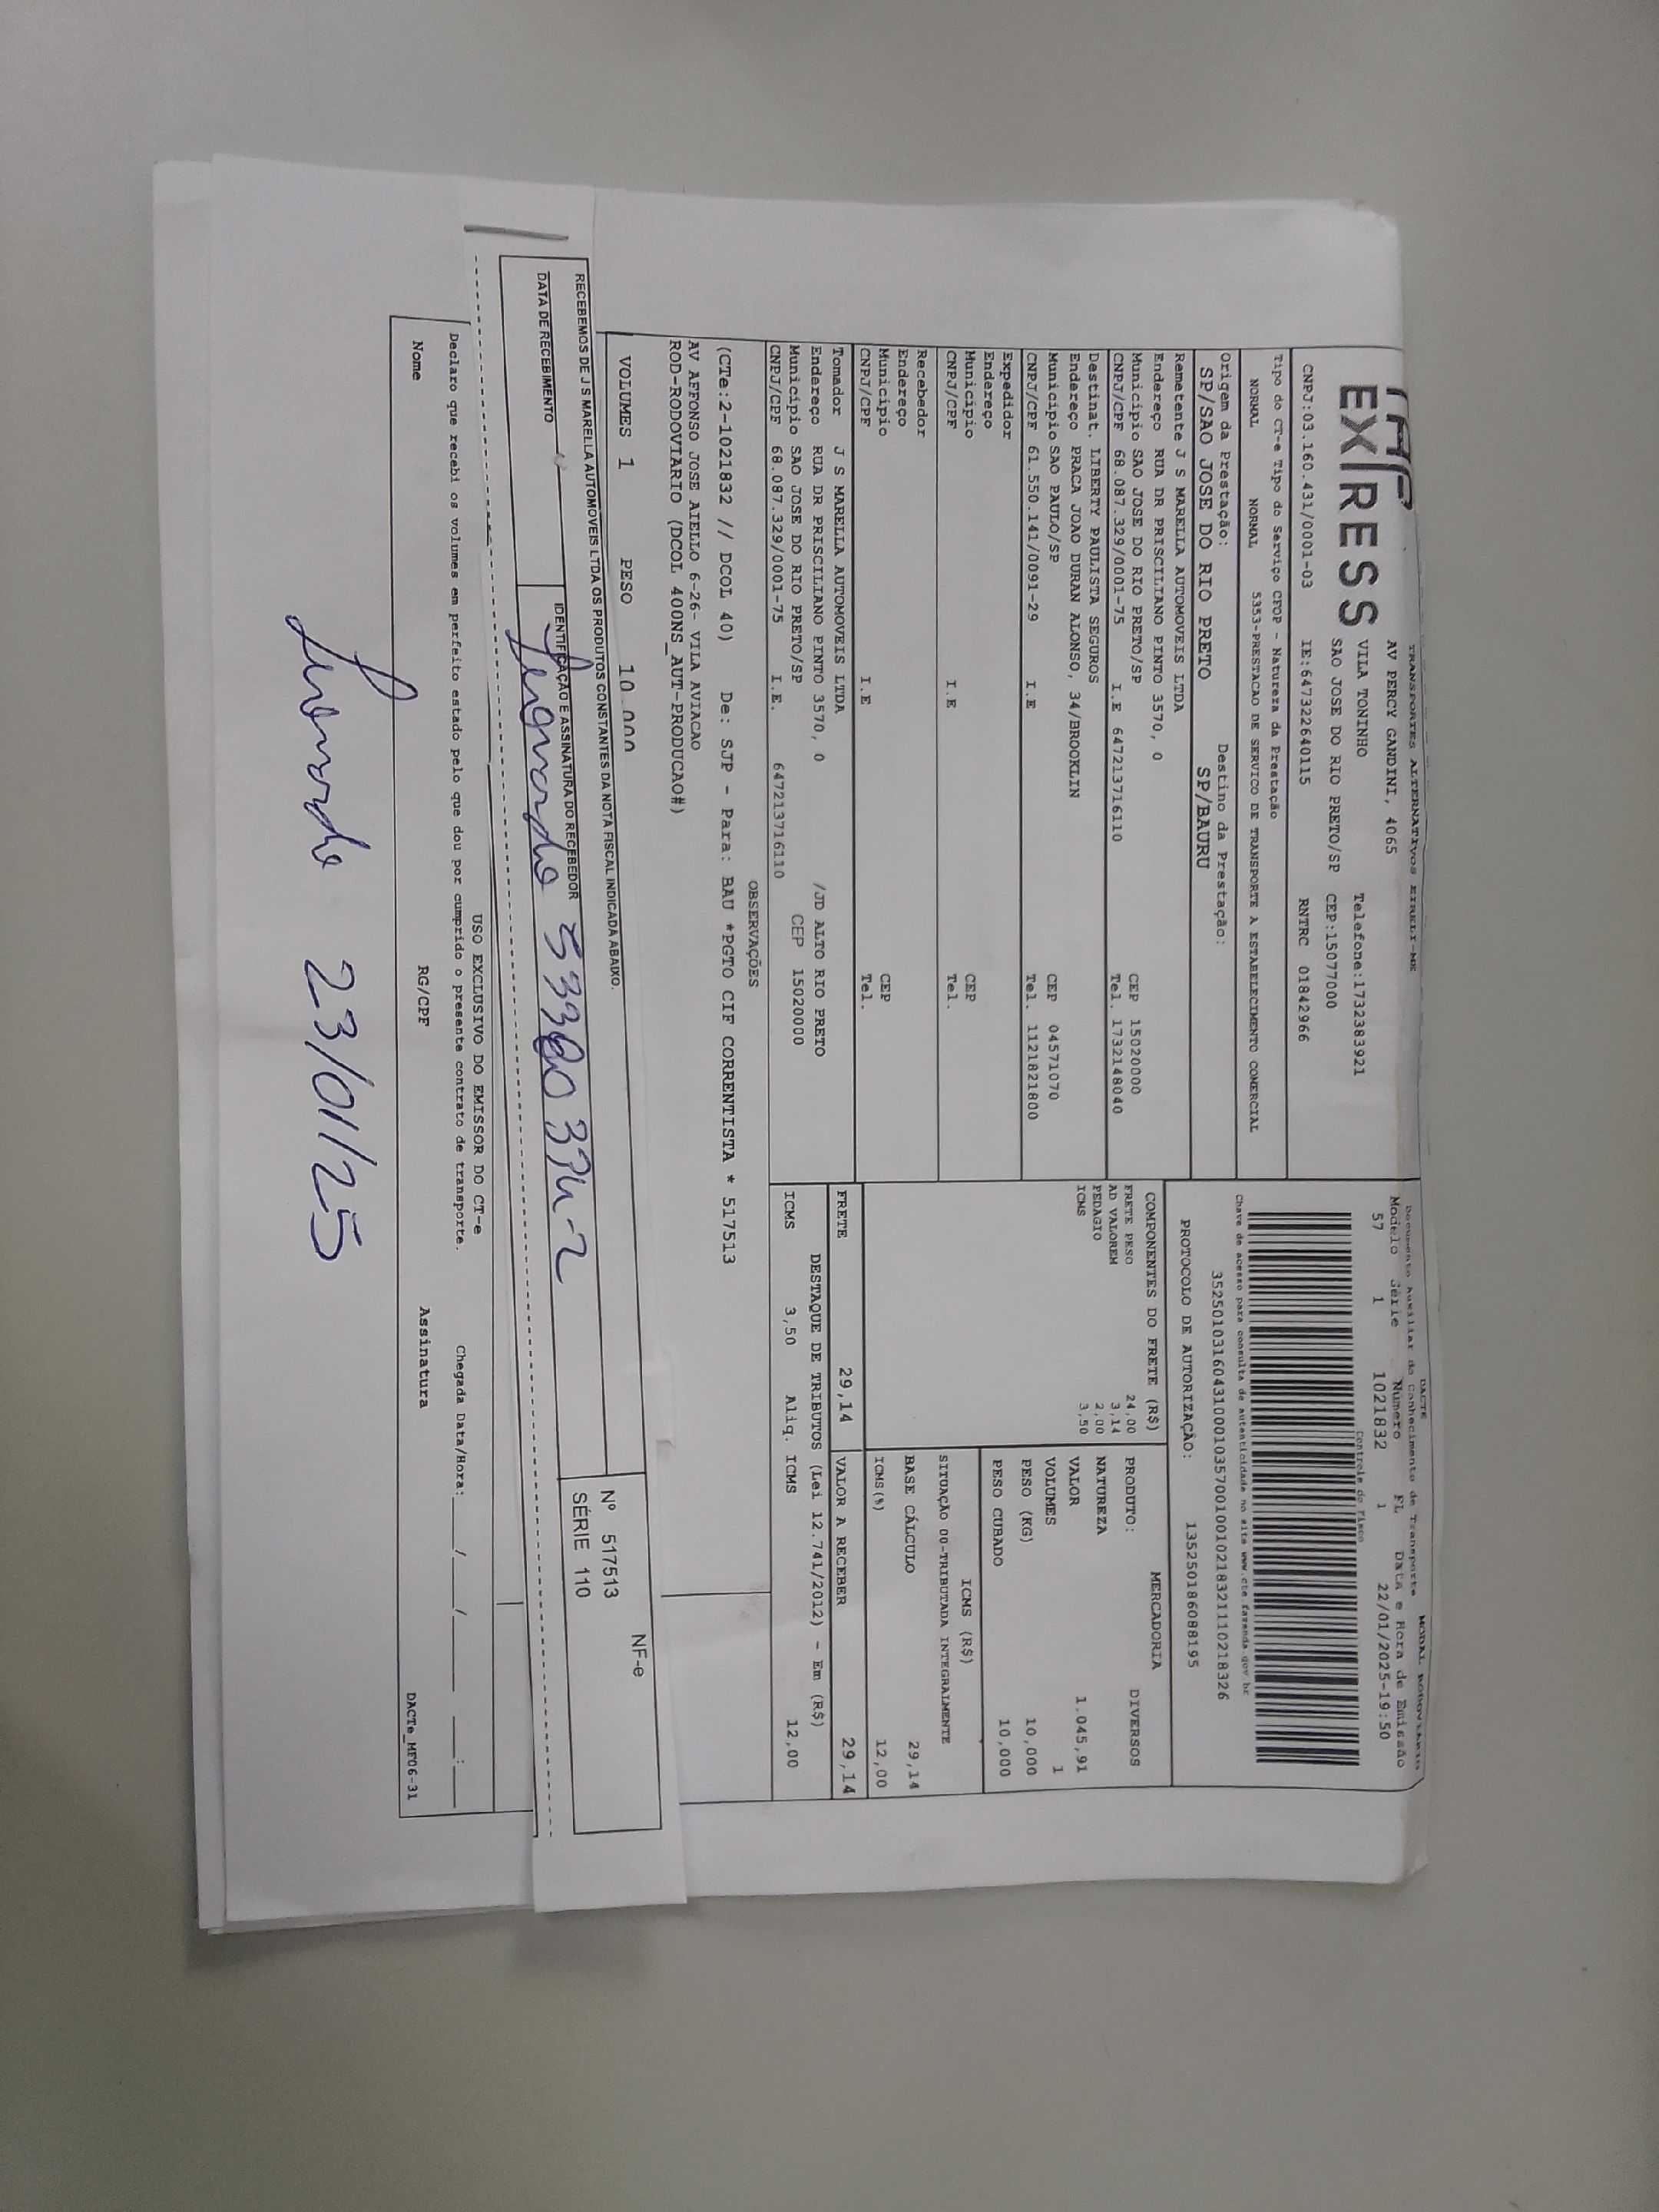 EXPRESS
TRANSPORTES ALTERNATIVOS EIRELI-ME
AV PERCY GANDINI, 4065
VILA TONINHO Telefone:1732383921
SAO JOSE DO RIO PRETO/SP CEP:15077000
CNPJ:03.160.431/0001-03 IE:647322640115 RNTRC 01842966
DACTE MODAL RODOVIARIO
Documento Auxiliar do Conhecimento de Transporte
Modelo Série Número FL Data e Hora de Emissão
57 1 1021832 1 22/01/2025-19:50
Controle do Fisco
Chave de acesso para consulta de autenticidade no site www.cte.fazenda.gov.br
35250103160431000103570010010218321110218326
PROTOCOLO DE AUTORIZAÇÃO: 135250186088195
Tipo do CT-e Tipo do Serviço CFOP - Natureza da Prestação
NORMAL NORMAL 5353-PRESTACAO DE SERVICO DE TRANSPORTE A ESTABELECIMENTO COMERCIAL
Origem da Prestação: Destino da Prestação:
SP/SAO JOSE DO RIO PRETO SP/BAURU
Remetente J S MARELLA AUTOMOVEIS LTDA
Endereço RUA DR PRISCILIANO PINTO 3570, 0
Município SAO JOSE DO RIO PRETO/SP CEP 15020000
CNPJ/CPF 68.087.329/0001-75 I.E 647213716110 Tel. 1732148040
Destinat. LIBERTY PAULISTA SEGUROS
Endereço PRACA JOAO DURAN ALONSO, 34/BROOKLIN
Município SAO PAULO/SP CEP 04571070
CNPJ/CPF 61.550.141/0091-29 I.E Tel. 1121821800
Expedidor
Endereço
Município CEP
CNPJ/CPF I.E Tel.
Recebedor
Endereço
Município CEP
CNPJ/CPF I.E Tel.
Tomador J S MARELLA AUTOMOVEIS LTDA
Endereço RUA DR PRISCILIANO PINTO 3570, 0 /JD ALTO RIO PRETO
Município SAO JOSE DO RIO PRETO/SP CEP 15020000
CNPJ/CPF 68.087.329/0001-75 I.E. 647213716110
COMPONENTES DO FRETE (R$)
FRETE PESO 24,00
AD VALOREM 3,14
PEDAGIO 2,00
ICMS 3,50
MERCADORIA
PRODUTO: DIVERSOS
NATUREZA
VALOR 1.045,91
VOLUMES 1
PESO (KG) 10,000
PESO CUBADO 10,000
ICMS (R$)
SITUAÇÃO 00-TRIBUTADA INTEGRALMENTE
BASE CÁLCULO 29,14
ICMS(%) 12,00
FRETE 29,14 VALOR A RECEBER 29,14
DESTAQUE DE TRIBUTOS (Lei 12.741/2012) - Em (R$)
ICMS 3,50 Aliq. ICMS 12,00
OBSERVAÇÕES
(CTe:2-1021832 // DCOL 40) De: SJP - Para: BAU *PGTO CIF CORRENTISTA * 517513
AV AFFONSO JOSE AIELLO 6-26- VILA AVIACAO
ROD-RODOVIARIO (DCOL 400NS_AUT-PRODUCAO#)
VOLUMES 1 PESO 10.000
RECEBEMOS DE J S MARELLA AUTOMOVEIS LTDA OS PRODUTOS CONSTANTES DA NOTA FISCAL INDICADA ABAIXO.
DATA DE RECEBIMENTO IDENTIFICAÇÃO E ASSINATURA DO RECEBEDOR
NF-e
Nº 517513
SÉRIE 110
USO EXCLUSIVO DO EMISSOR DO CT-e
Declaro que recebi os volumes em perfeito estado pelo que dou por cumprido o presente contrato de transporte. Chegada Data/Hora:____/____/____ ___:___
Nome RG/CPF Assinatura DACTe_MF06-31
23/01/25